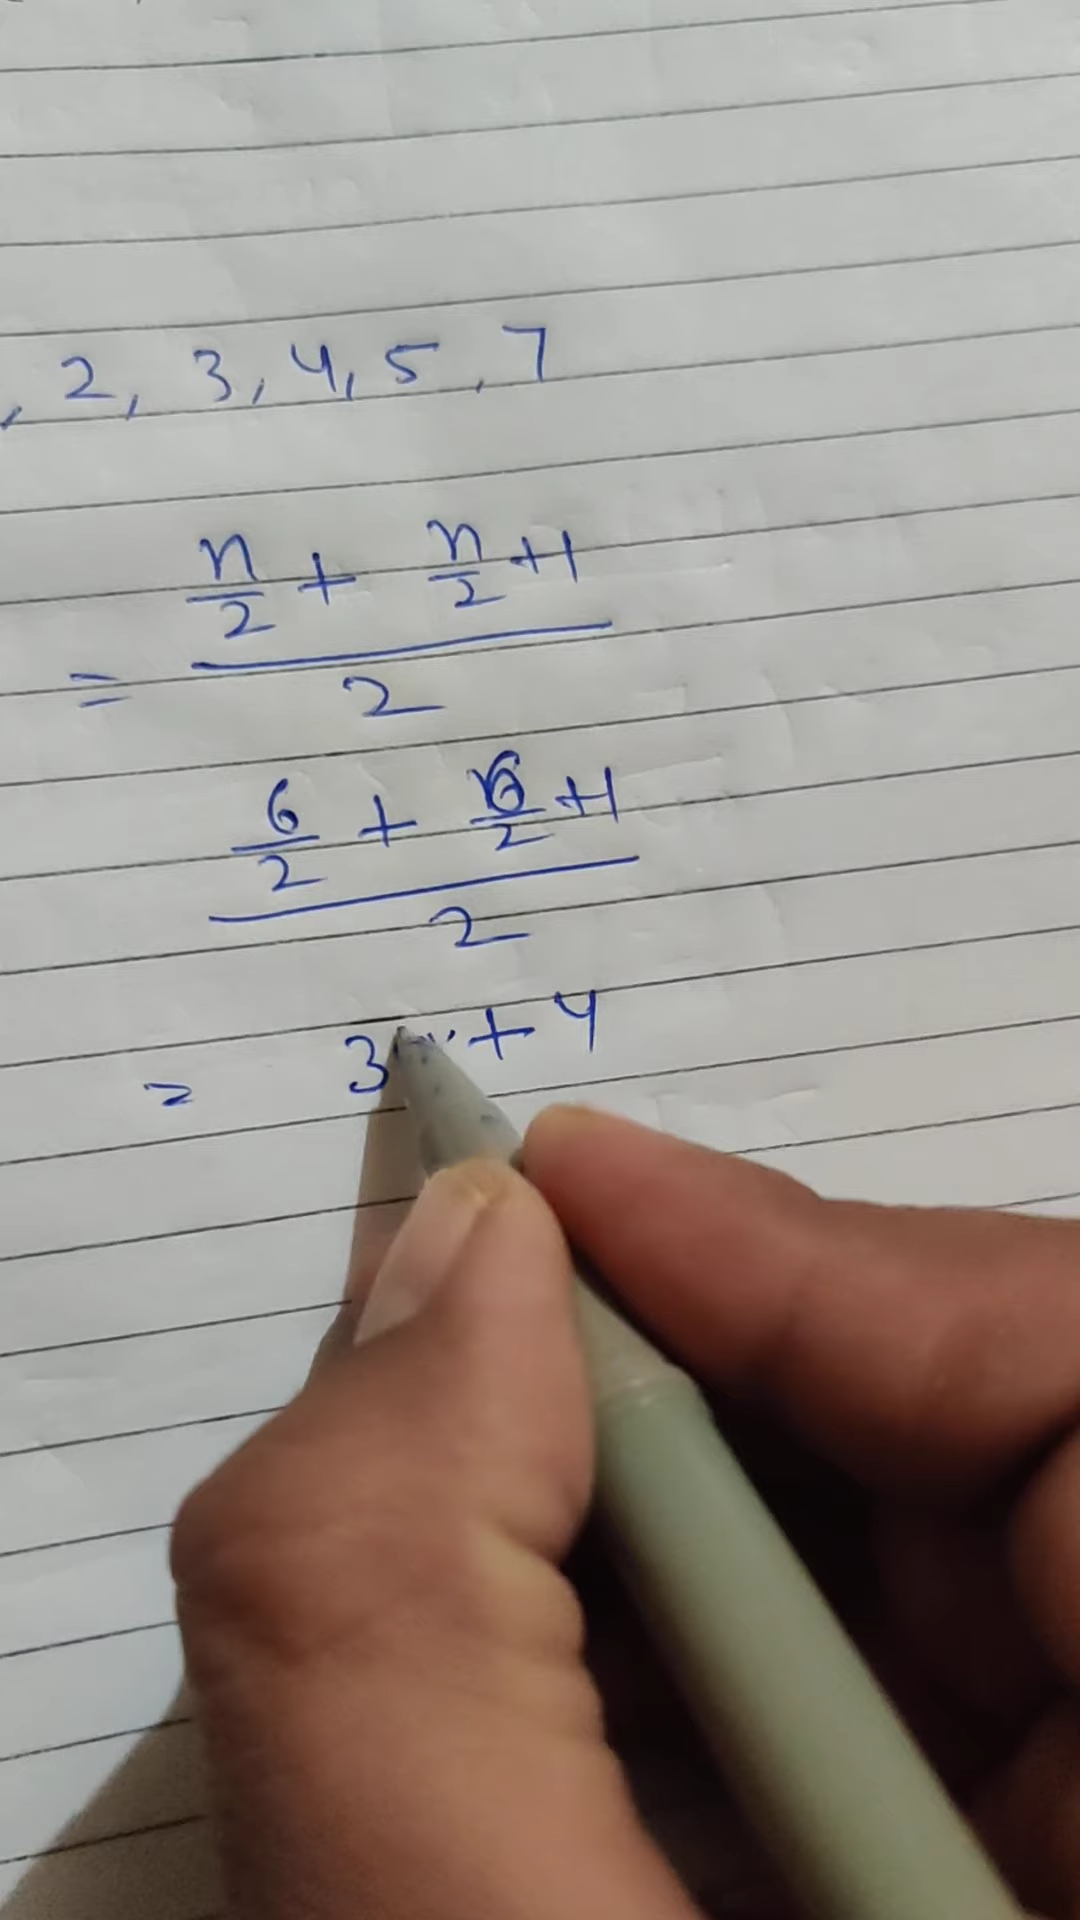 , 2, 3, 4, 5, 7
= (n/2 + n/2 + 1)/2
(6/2 + 6/2 + 1)/2
= 3 + 4